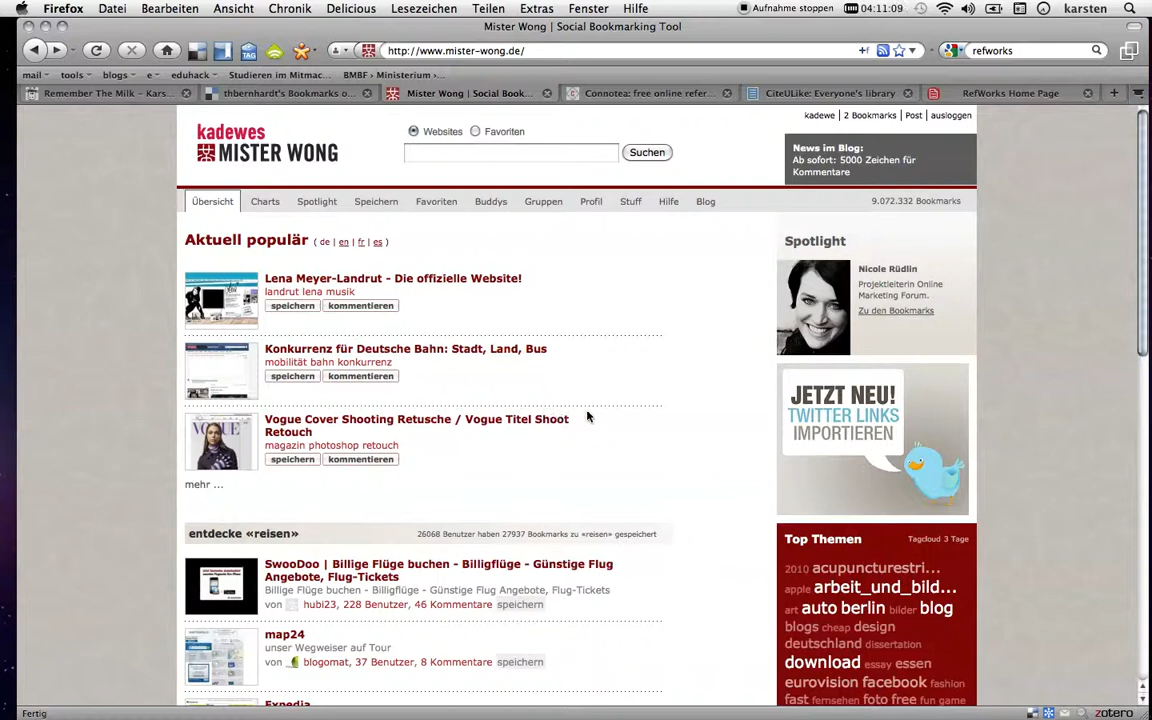 Firefox Datei Bearbeiten Ansicht Chronik Delicious Lesezeichen Teilen Extras Fenster Hilfe Aufnahme stoppen 04:11:09 karsten
Mister Wong | Social Bookmarking Tool
http://www.mister-wong.de/ refworks
mail tools blogs e eduhack Studieren im Mitmac... BMBF › Ministerium ›...
Remember The Milk - Kars... thbernhardt's Bookmarks o... Mister Wong | Social Book... Connotea: free online refer... CiteULike: Everyone's library RefWorks Home Page
kadewe | 2 Bookmarks | Post | ausloggen
kadewes
MISTER WONG
Websites Favoriten
Suchen
News im Blog:
Ab sofort: 5000 Zeichen für
Kommentare
Übersicht Charts Spotlight Speichern Favoriten Buddys Gruppen Profil Stuff Hilfe Blog 9.072.332 Bookmarks
Aktuell populär ( de | en | fr | es )
Lena Meyer-Landrut - Die offizielle Website!
landrut lena musik
speichern kommentieren
Konkurrenz für Deutsche Bahn: Stadt, Land, Bus
mobilität bahn konkurrenz
speichern kommentieren
VOGUE
Vogue Cover Shooting Retusche / Vogue Titel Shoot
Retouch
magazin photoshop retouch
speichern kommentieren
mehr ...
entdecke «reisen» 26068 Benutzer haben 27937 Bookmarks zu «reisen» gespeichert
SwooDoo | Billige Flüge buchen - Billigflüge - Günstige Flug
Angebote, Flug-Tickets
Billige Flüge buchen - Billigflüge - Günstige Flug Angebote, Flug-Tickets
von hubi23, 228 Benutzer, 46 Kommentare speichern
map24
unser Wegweiser auf Tour
von blogomat, 37 Benutzer, 8 Kommentare speichern
Expedia
Spotlight
Nicole Rüdlin
Projektleiterin Online
Marketing Forum.
Zu den Bookmarks
JETZT NEU!
TWITTER LINKS
IMPORTIEREN
Top Themen Tagcloud 3 Tage
2010 acupuncturestri...
apple arbeit_und_bild...
art auto berlin bilder blog
blogs cheap design
deutschland dissertation
download essay essen
eurovision facebook fashion
fast fernsehen foto free fun game
Fertig zotero